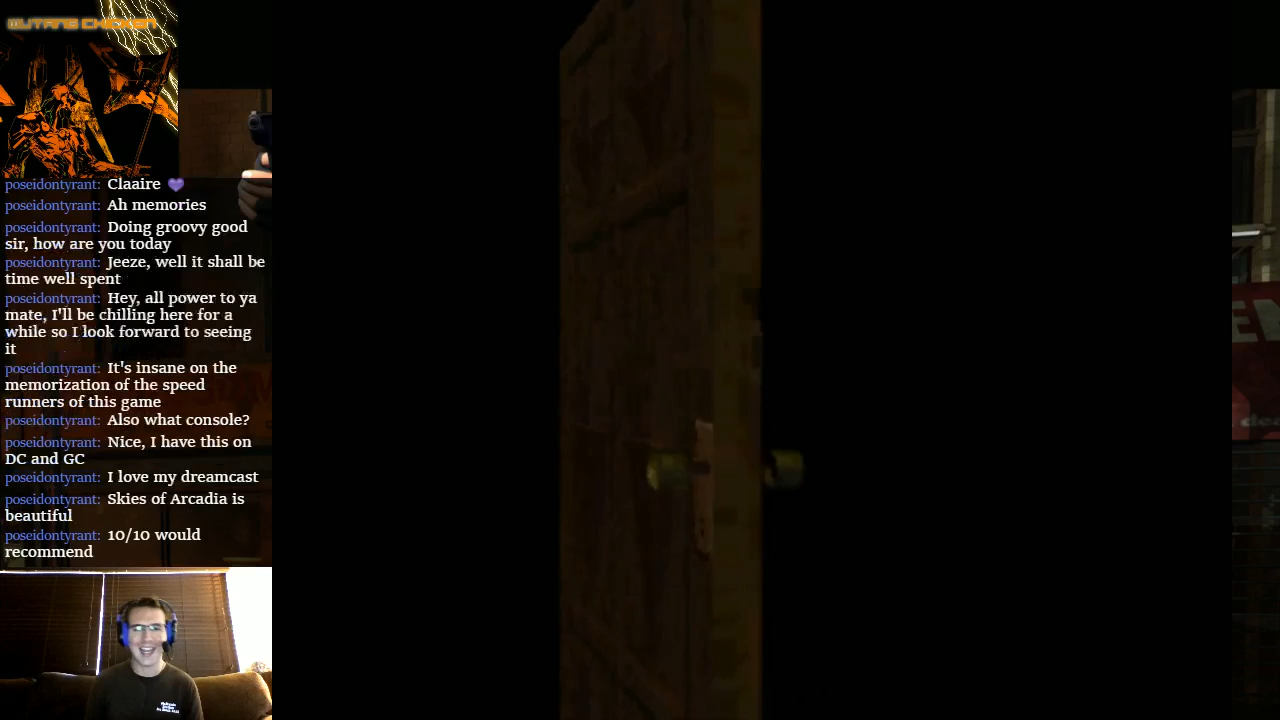 WUTANG CHICKEN
poseidontyrant: Claaire 💜
poseidontyrant: Ah memories
poseidontyrant: Doing groovy good
sir, how are you today
poseidontyrant: Jeeze, well it shall be
time well spent
poseidontyrant: Hey, all power to ya
mate, I'll be chilling here for a
while so I look forward to seeing
it
poseidontyrant: It's insane on the
memorization of the speed
runners of this game
poseidontyrant: Also what console?
poseidontyrant: Nice, I have this on
DC and GC
poseidontyrant: I love my dreamcast
poseidontyrant: Skies of Arcadia is
beautiful
poseidontyrant: 10/10 would
recommend